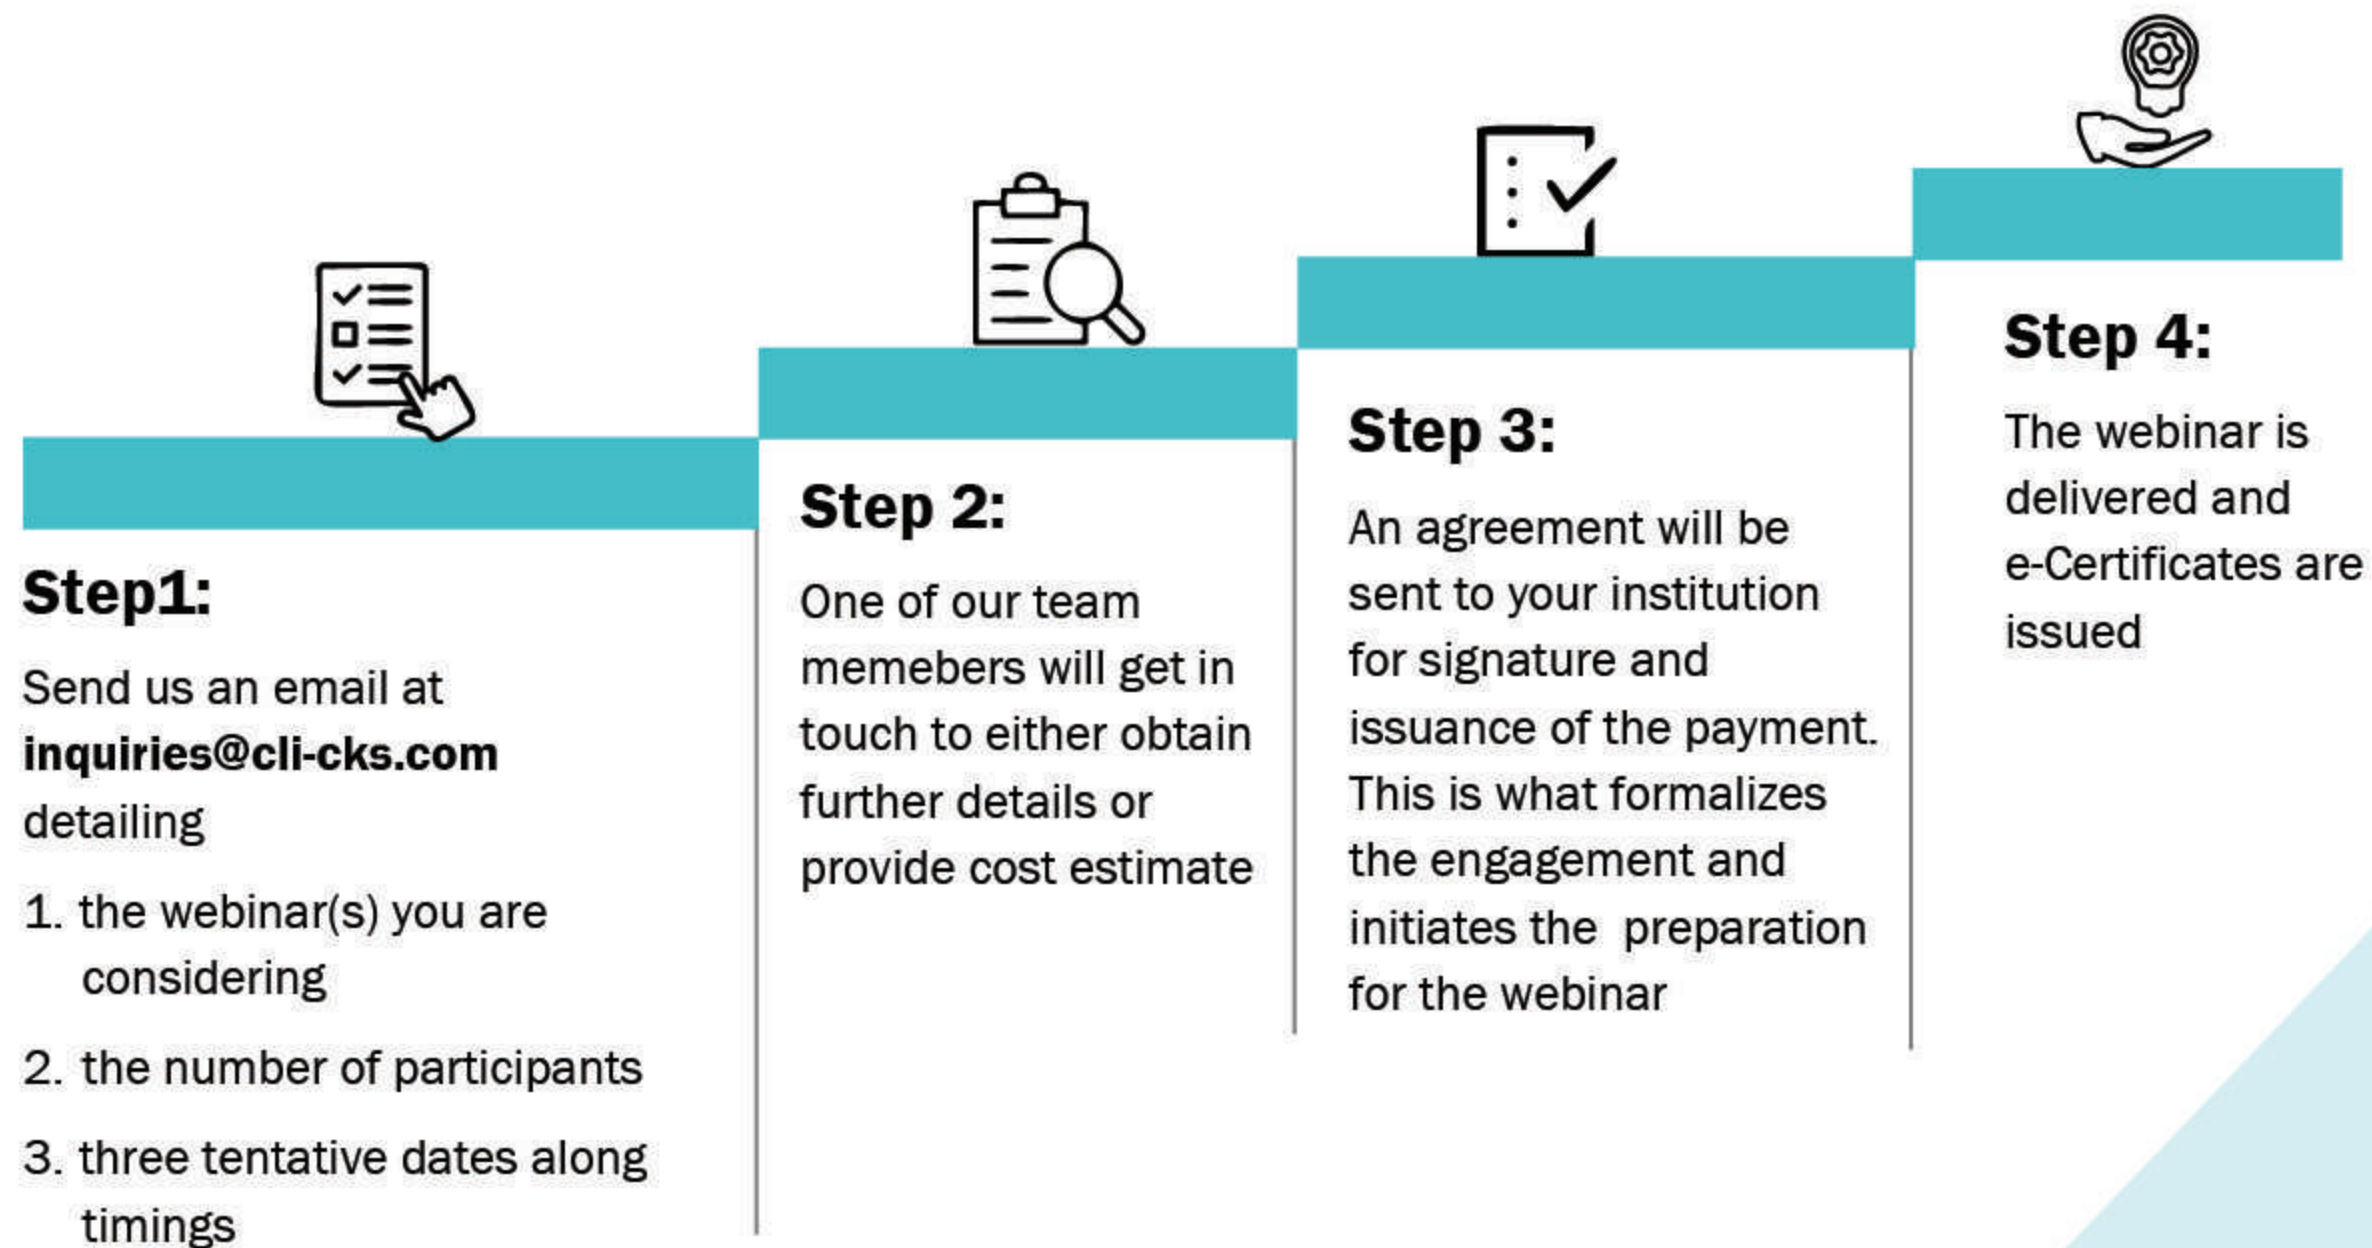 Step1:
Send us an email at
inquiries@cli-cks.com
detailing
1. the webinar(s) you are
considering
2. the number of participants
3. three tentative dates along
timings
Step 2:
One of our team
memebers will get in
touch to either obtain
further details or
provide cost estimate
Step 3:
An agreement will be
sent to your institution
for signature and
issuance of the payment.
This is what formalizes
the engagement and
initiates the  preparation
for the webinar
Step 4:
The webinar is
delivered and
e-Certificates are
issued